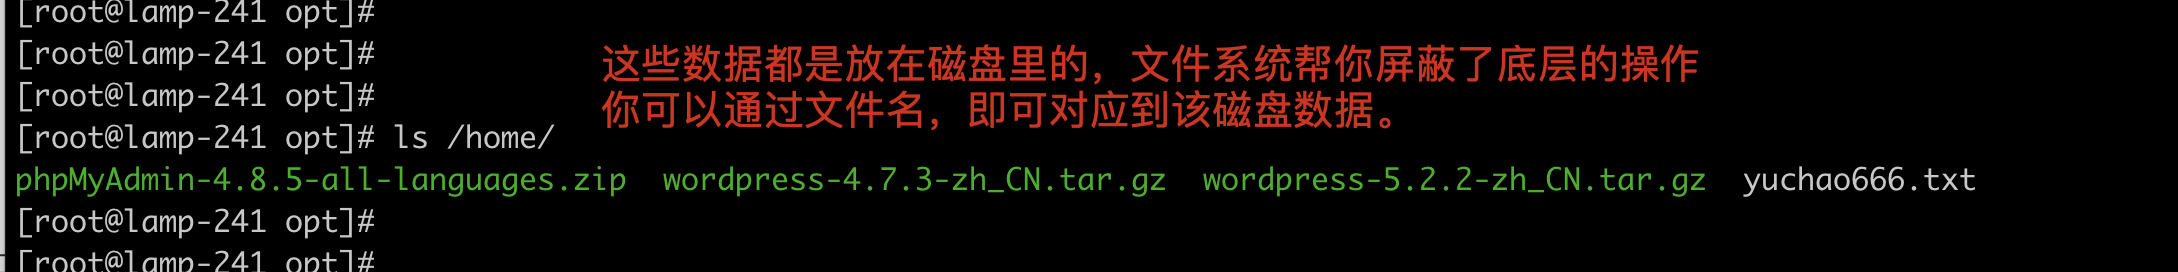 [root@lamp-241 opt]#
[root@lamp-241 opt]#
这些数据都是放在磁盘里的，文件系统帮你屏蔽了底层的操作
[root@lamp-241 opt]#
你可以通过文件名，即可对应到该磁盘数据。
[root@lamp-241 opt]# ls /home/
phpMyAdmin-4.8.5-all-languages.zip  wordpress-4.7.3-zh_CN.tar.gz  wordpress-5.2.2-zh_CN.tar.gz  yuchao666.txt
[root@lamp-241 opt]#
[root@lamp-241 opt]#